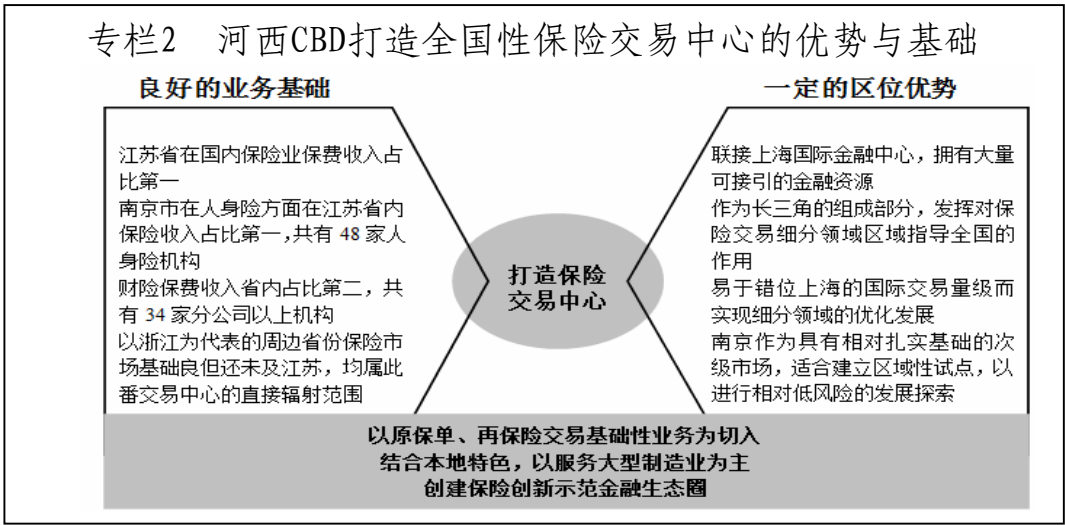 专栏2　河西CBD打造全国性保险交易中心的优势与基础
良好的业务基础
江苏省在国内保险业保费收入占
比第一
南京市在人身险方面在江苏省内
保险收入占比第一,共有 48 家人
身险机构
财险保费收入省内占比第二，共
有 34 家分公司以上机构
以浙江为代表的周边省份保险市
场基础良但还未及江苏，均属此
番交易中心的直接辐射范围
打造保险
交易中心
一定的区位优势
联接上海国际金融中心，拥有大量
可接引的金融资源
作为长三角的组成部分，发挥对保
险交易细分领域区域指导全国的
作用
易于错位上海的国际交易量级而
实现细分领域的优化发展
南京作为具有相对扎实基础的次
级市场，适合建立区域性试点，以
进行相对低风险的发展探索
以原保单、再保险交易基础性业务为切入
结合本地特色，以服务大型制造业为主
创建保险创新示范金融生态圈